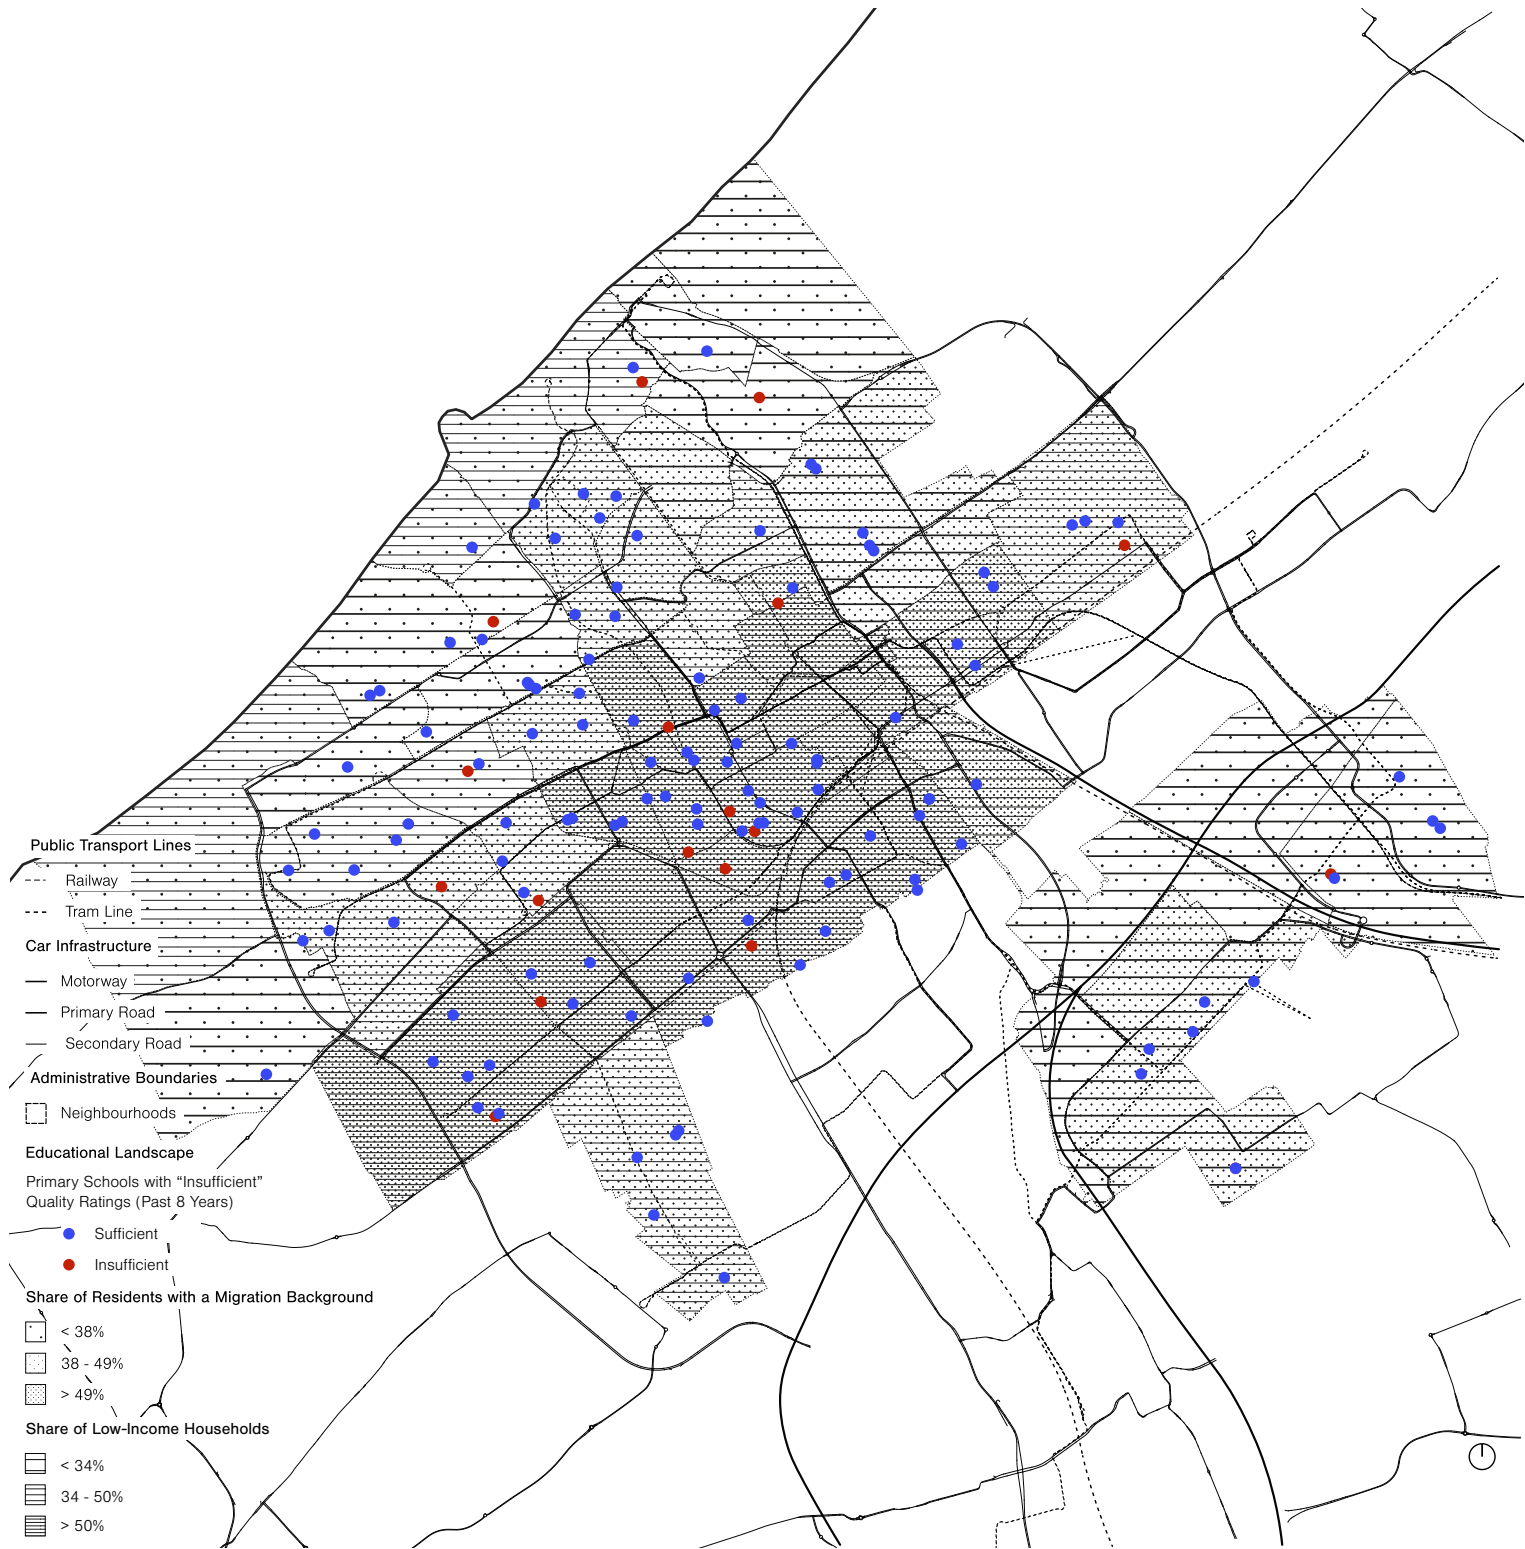 Public Transport Lines
Railway
Tram Line
Car Infrastructure
Motorway
Primary Road
Secondary Road
Administrative Boundaries
Neighbourhoods
Educational Landscape
Primary Schools with “Insufficient”
Quality Ratings (Past 8 Years)
Sufficient
Insufficient
Share of Residents with a Migration Background
< 38%
38 - 49%
> 49%
Share of Low-Income Households
< 34%
34 - 50%
> 50%